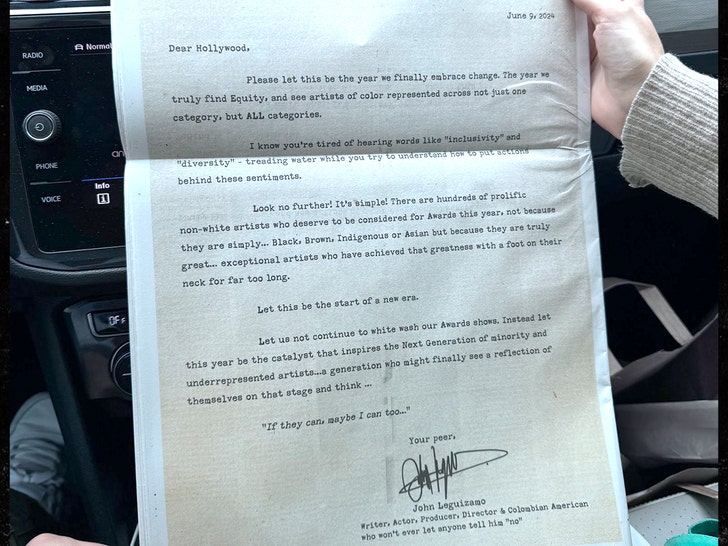 RADIO
Normal
MEDIA
PHONE
Info
VOICE
OFF
June 9, 2024
Dear Hollywood,
Please let this be the year we finally embrace change. The year we
truly find Equity, and see artists of color represented across not just one
category, but ALL categories.
I know you're tired of hearing words like "inclusivity" and
"diversity" - treading water while you try to understand how to put actions
behind these sentiments.
Look no further! It's simple! There are hundreds of prolific
non-white artists who deserve to be considered for Awards this year, not because
they are simply... Black, Brown, Indigenous or Asian but because they are truly
great... exceptional artists who have achieved that greatness with a foot on their
neck for far too long.
Let this be the start of a new era.
Let us not continue to white wash our Awards shows. Instead let
this year be the catalyst that inspires the Next Generation of minority and
underrepresented artists...a generation who might finally see a reflection of
themselves on that stage and think ...
"If they can, maybe I can too..."
Your peer,
John Leguizamo
Writer, Actor, Producer, Director & Colombian American
who won't ever let anyone tell him "no"